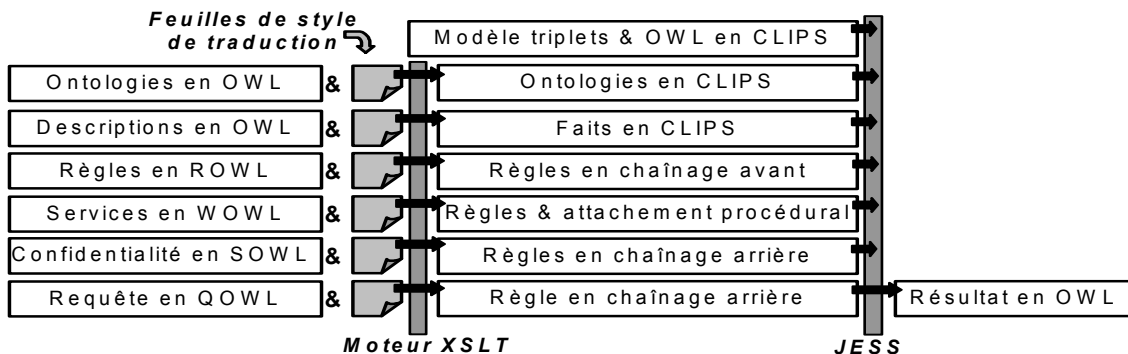 Feuilles de style
de traduction
Modèle triplets & OWL en CLIPS
Ontologies en OWL & Ontologies en CLIPS
Descriptions en OWL & Faits en CLIPS
Règles en ROWL & Règles en chaînage avant
Services en WOWL & Règles & attachement procédural
Confidentialité en SOWL & Règles en chaînage arrière
Requête en QOWL & Règle en chaînage arrière Résultat en OWL
Moteur XSLT JESS